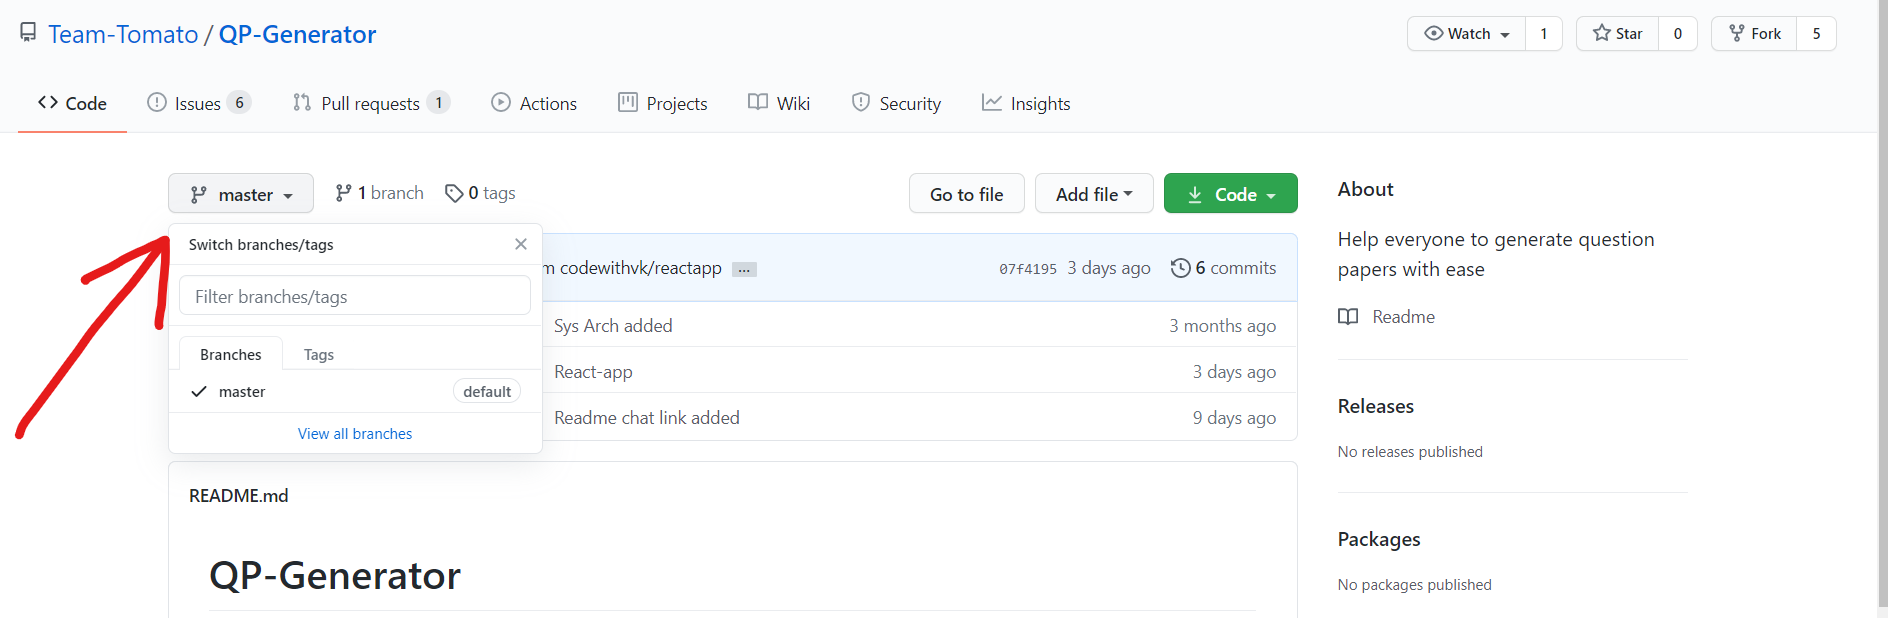 Team-Tomato / QP-Generator
Watch 1 Star 0 Fork 5
Code Issues 6 Pull requests 1 Actions Projects Wiki Security Insights
master 1 branch 0 tags Go to file Add file Code
Switch branches/tags
Filter branches/tags
Branches Tags
master default
View all branches
codewithvk/reactapp ... 07f4195 3 days ago 6 commits
Sys Arch added 3 months ago
React-app 3 days ago
Readme chat link added 9 days ago
README.md
QP-Generator
About
Help everyone to generate question
papers with ease
Readme
Releases
No releases published
Packages
No packages published